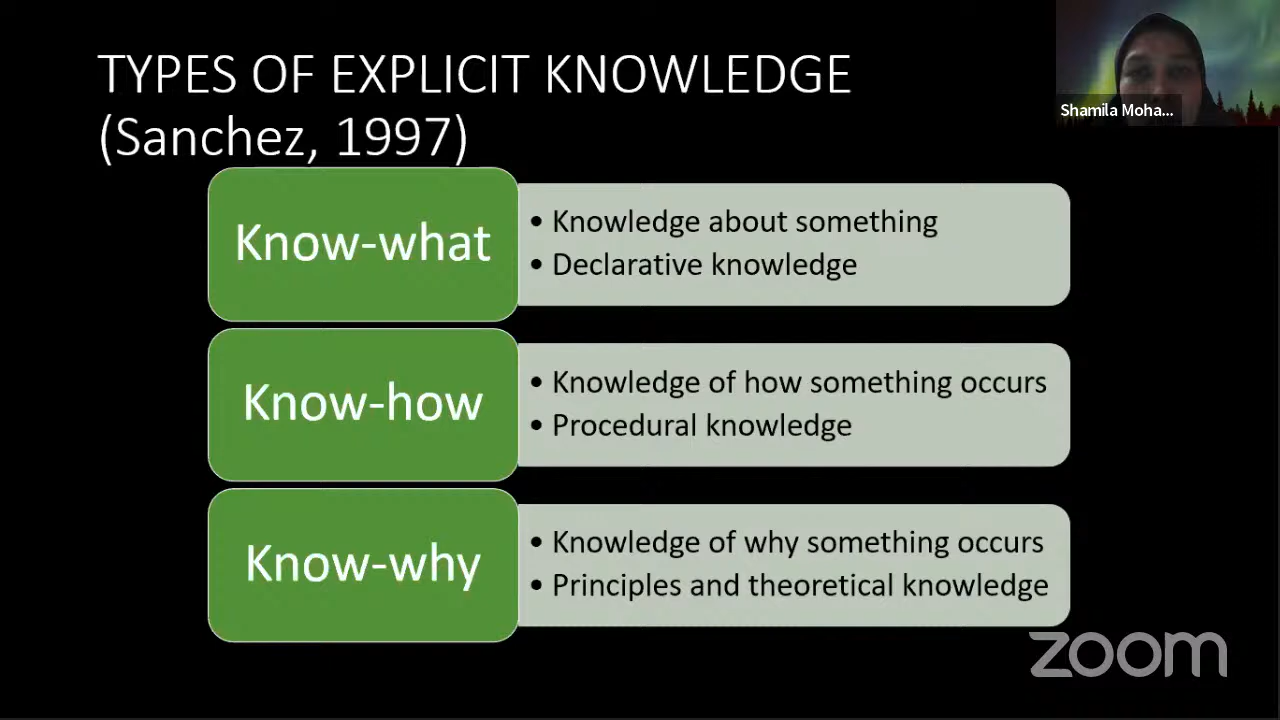 TYPES OF EXPLICIT KNOWLEDGE
(Sanchez, 1997)
Shamila Moha...
Know-what
• Knowledge about something
• Declarative knowledge
Know-how
• Knowledge of how something occurs
• Procedural knowledge
Know-why
• Knowledge of why something occurs
• Principles and theoretical knowledge
zoom